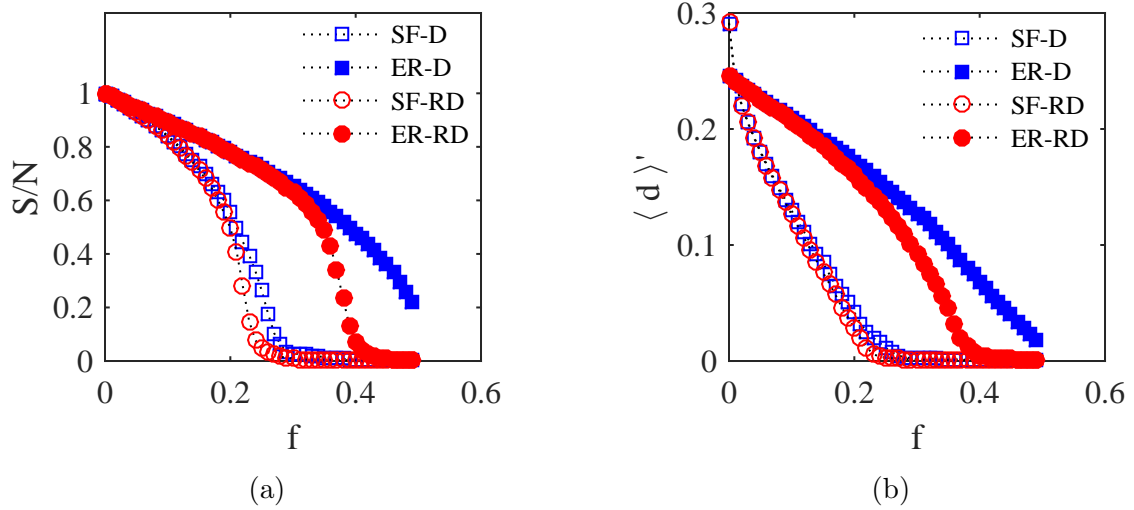 SF-D
ER-D
SF-RD
ER-RD
1
0.8
0.6
0.4
0.2
0
0
0.2
0.4
0.6
S/N
f
(a)
SF-D
ER-D
SF-RD
ER-RD
0.3
0.2
0.1
0
0
0.2
0.4
0.6
⟨ d ⟩'
f
(b)